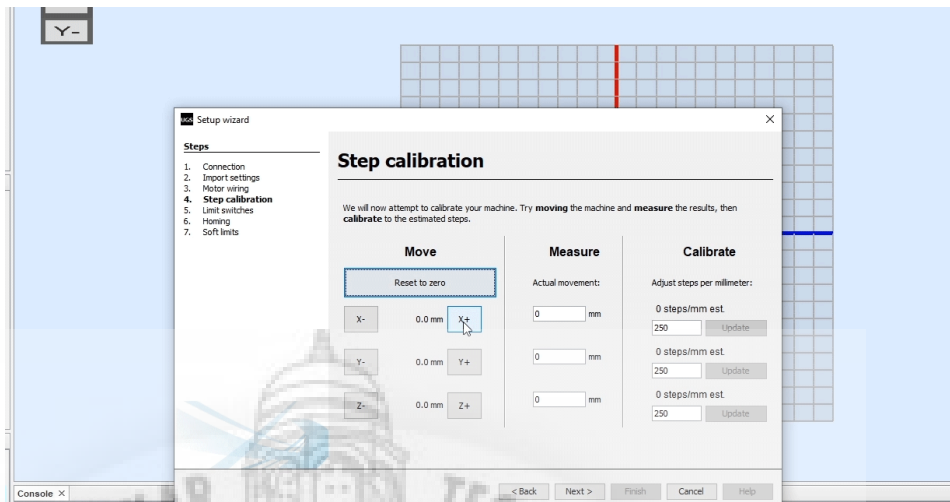 Y-
UGS Setup wizard
Steps
1. Connection
2. Import settings
3. Motor wiring
4. Step calibration
5. Limit switches
6. Homing
7. Soft limits
Step calibration
We will now attempt to calibrate your machine. Try moving the machine and measure the results, then
calibrate to the estimated steps.
Move Measure Calibrate
Reset to zero Actual movement: Adjust steps per millimeter:
0 steps/mm est.
X- 0.0 mm X+ 0 mm 250 Update
0 steps/mm est.
Y- 0.0 mm Y+ 0 mm 250 Update
0 steps/mm est.
Z- 0.0 mm Z+ 0 mm 250 Update
< Back Next > Finish Cancel Help
Console ×